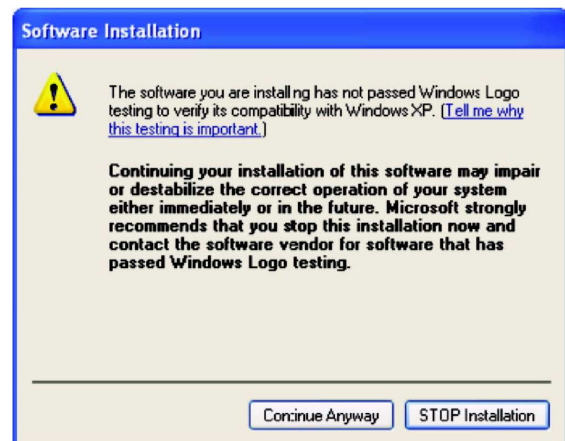 Software Installation
The software you are installing has not passed Windows Logo
testing to verify its compatibility with Windows XP. (Tell me why
this testing is important.)
Continuing your installation of this software may impair
or destabilize the correct operation of your system
either immediately or in the future. Microsoft strongly
recommends that you stop this installation now and
contact the software vendor for software that has
passed Windows Logo testing.
Continue Anyway
STOP Installation